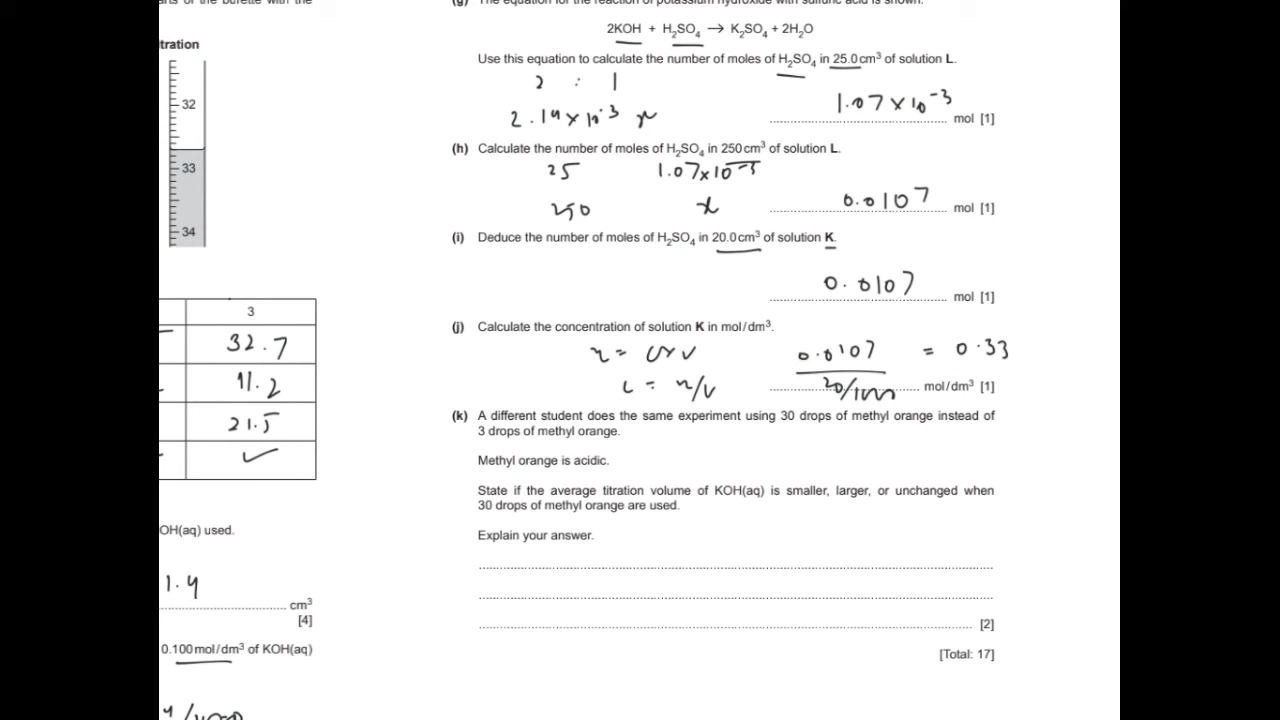 tration
32
33
34
3
32.7
11.2
21.5
OH(aq) used.
1.4
cm³
[4]
0.100 mol/dm³ of KOH(aq)
2KOH + H₂SO₄ → K₂SO₄ + 2H₂O
Use this equation to calculate the number of moles of H₂SO₄ in 25.0 cm³ of solution L.
2 : 1
2.14 × 10⁻³ x
1.07 × 10⁻³
mol [1]
(h) Calculate the number of moles of H₂SO₄ in 250 cm³ of solution L.
25 1.07 × 10⁻³
250 x
0.0107
mol [1]
(i) Deduce the number of moles of H₂SO₄ in 20.0 cm³ of solution K.
0.0107
mol [1]
(j) Calculate the concentration of solution K in mol/dm³.
n = c×v 0.0107 = 0.33
c = n/v 20/1000 mol/dm³ [1]
(k) A different student does the same experiment using 30 drops of methyl orange instead of
3 drops of methyl orange.
Methyl orange is acidic.
State if the average titration volume of KOH(aq) is smaller, larger, or unchanged when
30 drops of methyl orange are used.
Explain your answer.
[2]
[Total: 17]